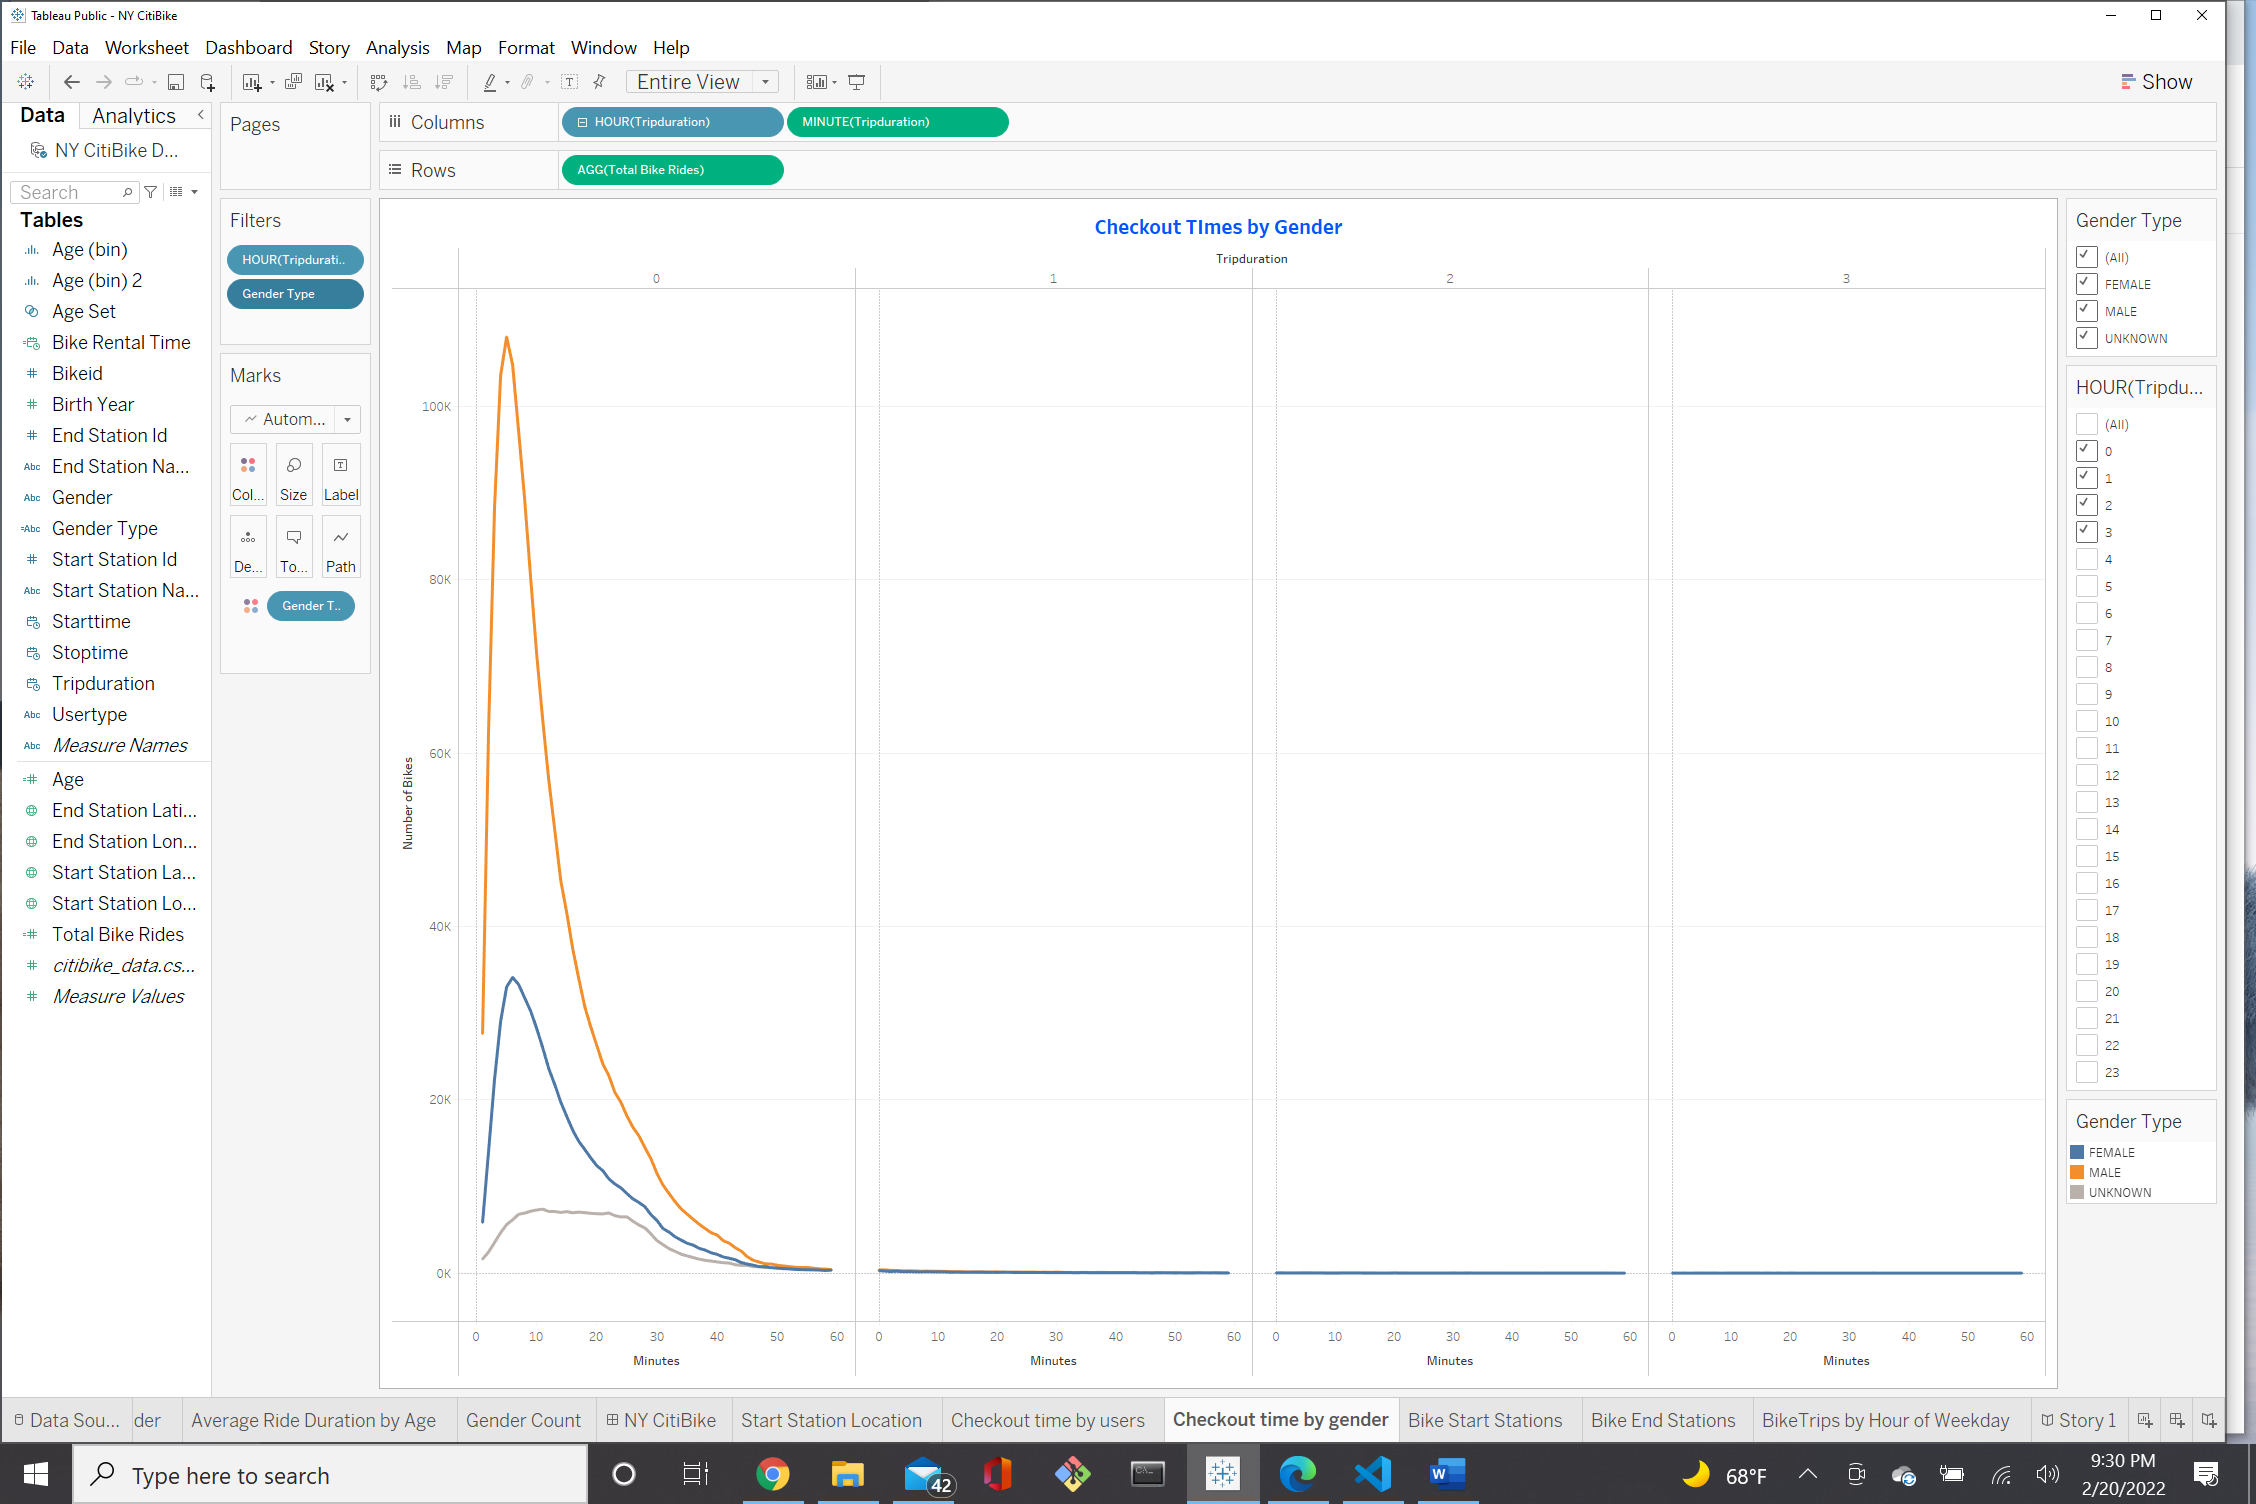 Tableau Public - NY CitiBike
File Data Worksheet Dashboard Story Analysis Map Format Window Help
Entire View
Show
Data Analytics
NY CitiBike D...
Search
Tables
Age (bin)
Age (bin) 2
Age Set
Bike Rental Time
Bikeid
Birth Year
End Station Id
Abc End Station Na...
Abc Gender
=Abc Gender Type
Start Station Id
Abc Start Station Na...
Starttime
Stoptime
Tripduration
Abc Usertype
Abc Measure Names
Age
End Station Lati...
End Station Lon...
Start Station La...
Start Station Lo...
Total Bike Rides
citibike_data.cs...
Measure Values
Pages
Filters
HOUR(Tripdurati..
Gender Type
Marks
Autom...
Col... Size Label
De... To... Path
Gender T..
Columns HOUR(Tripduration) MINUTE(Tripduration)
Rows AGG(Total Bike Rides)
Checkout TImes by Gender
Tripduration
0 1 2 3
100K
80K
60K
40K
20K
0K
Number of Bikes
0 10 20 30 40 50 60 0 10 20 30 40 50 60 0 10 20 30 40 50 60 0 10 20 30 40 50 60
Minutes Minutes Minutes Minutes
Gender Type
(All)
FEMALE
MALE
UNKNOWN
HOUR(Tripdu...
(All)
0
1
2
3
4
5
6
7
8
9
10
11
12
13
14
15
16
17
18
19
20
21
22
23
Gender Type
FEMALE
MALE
UNKNOWN
Data Sou... der Average Ride Duration by Age Gender Count NY CitiBike Start Station Location Checkout time by users Checkout time by gender Bike Start Stations Bike End Stations BikeTrips by Hour of Weekday Story 1
Type here to search
42
68°F
9:30 PM
2/20/2022